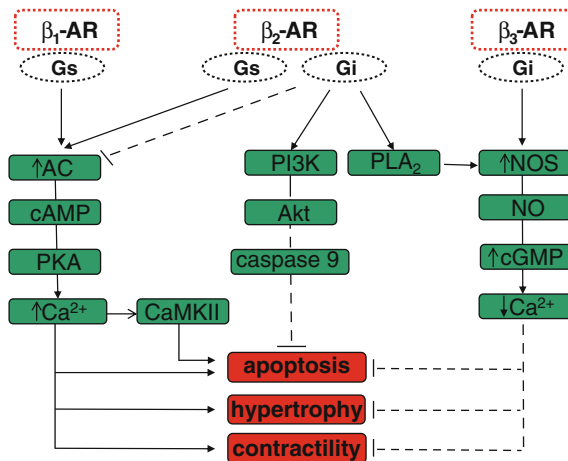 β₁-AR β₂-AR β₃-AR
Gs Gs Gi Gi
↑AC PI3K PLA₂ ↑NOS
cAMP Akt NO
PKA caspase 9 ↑cGMP
↑Ca²⁺ CaMKII ↓Ca²⁺
apoptosis
hypertrophy
contractility